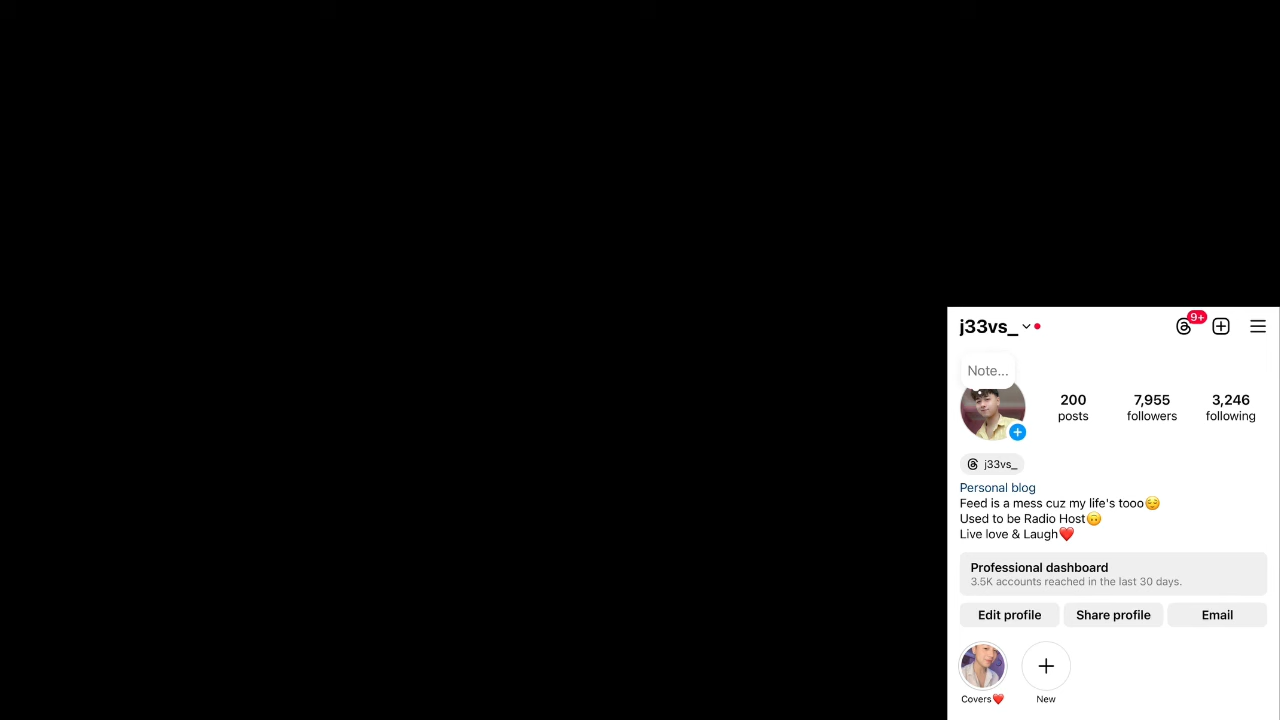 j33vs_
9+
Note...
200 7,955 3,246
posts followers following
j33vs_
Personal blog
Feed is a mess cuz my life's tooo😌
Used to be Radio Host🙃
Live love & Laugh❤️
Professional dashboard
3.5K accounts reached in the last 30 days.
Edit profile Share profile Email
Covers❤️ New